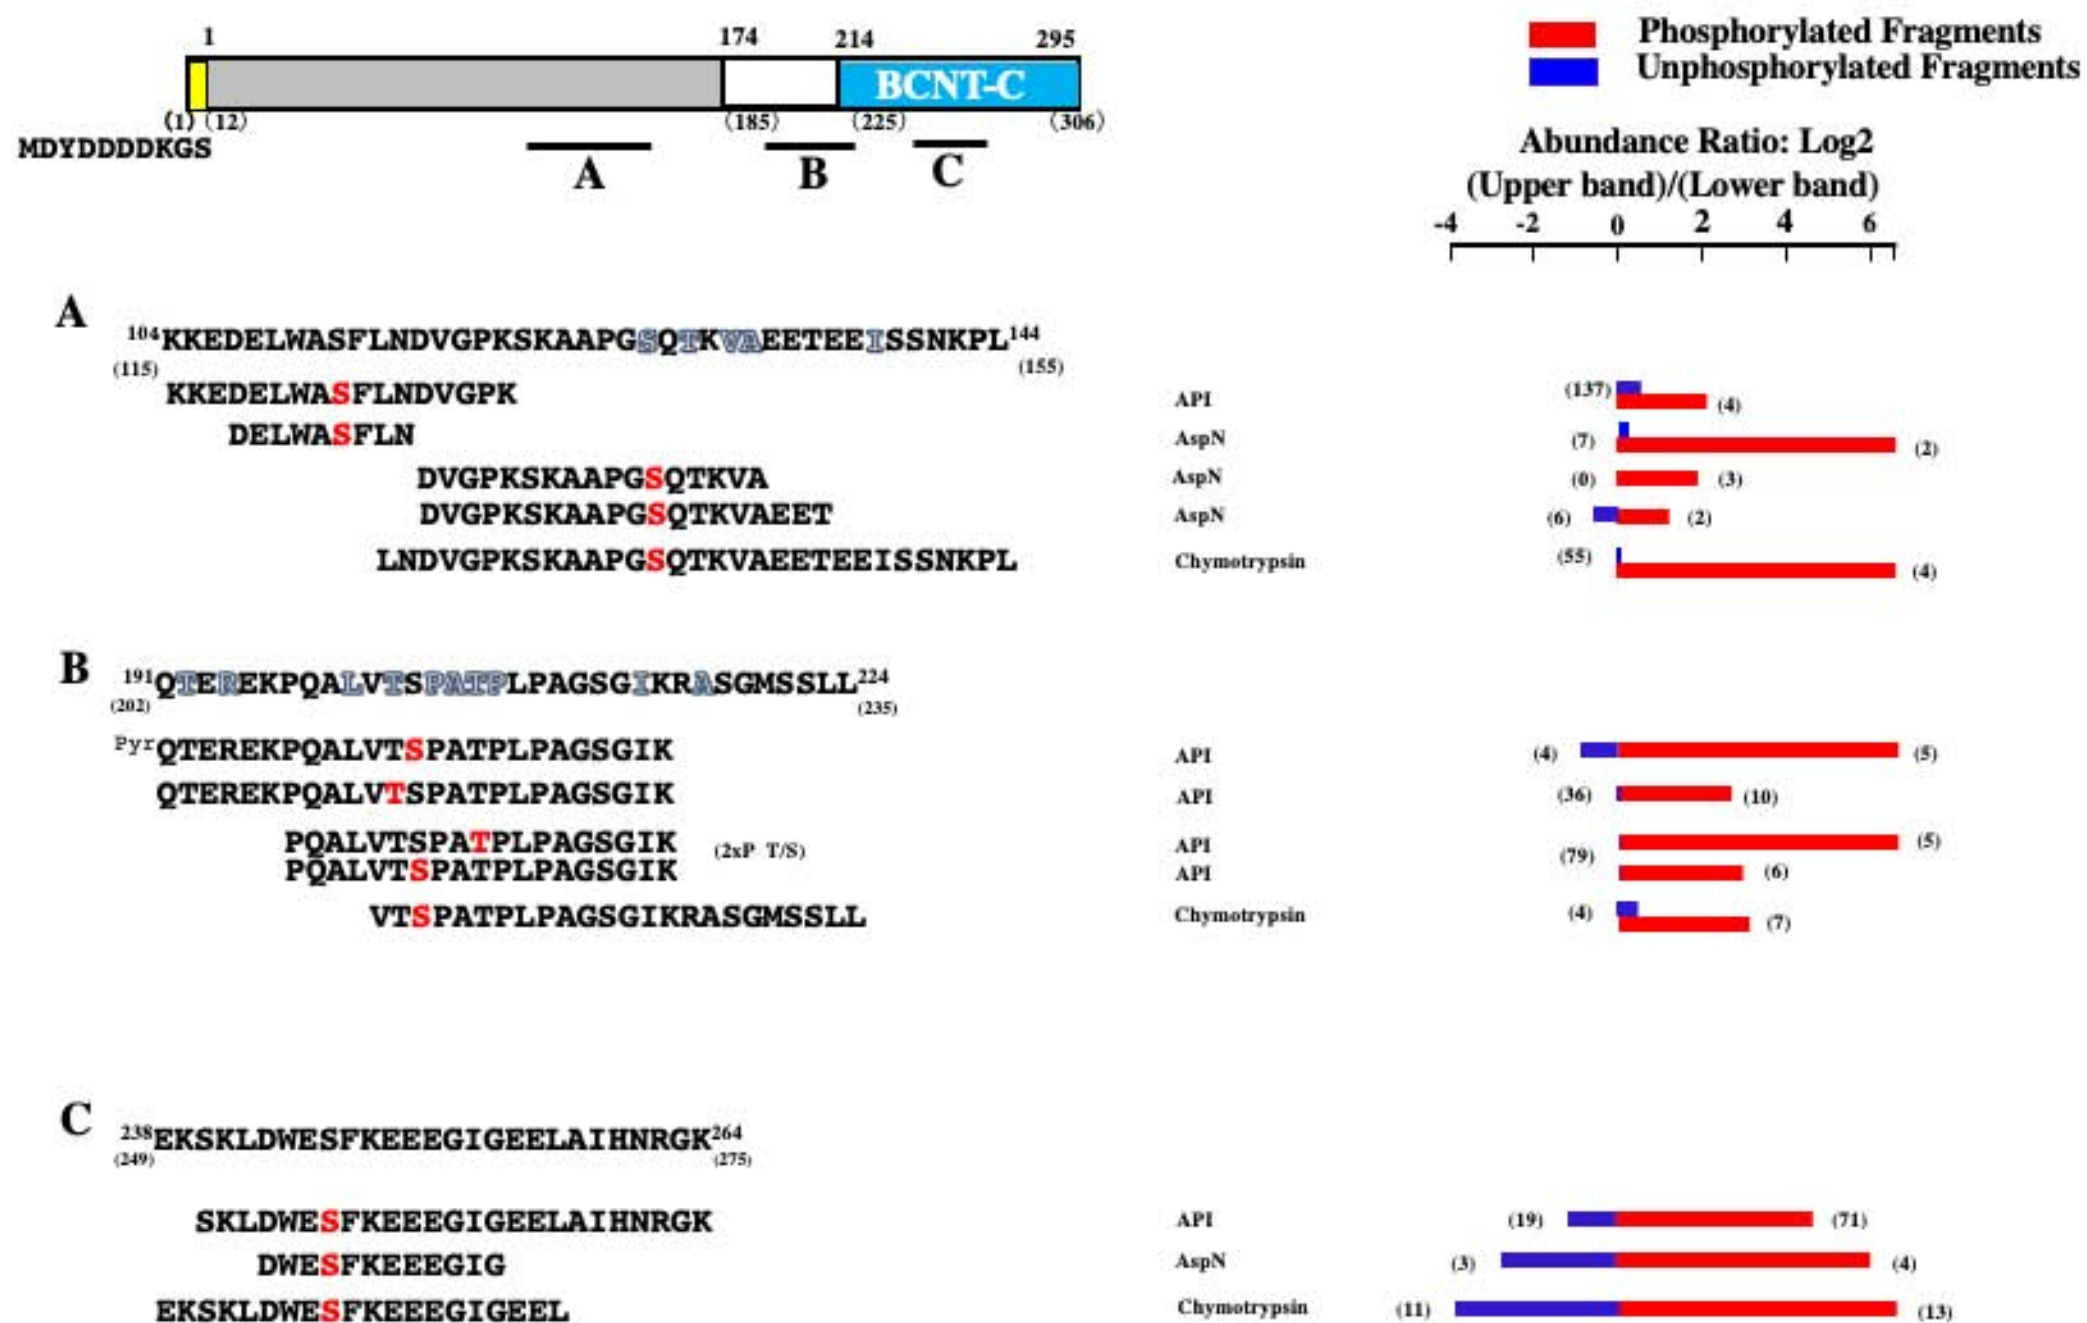 1 174 214 295
BCNT-C
(1) (12) (185) (225) (306)
MDYDDDDKGS
A B C
Phosphorylated Fragments
Unphosphorylated Fragments
Abundance Ratio: Log2
(Upper band)/(Lower band)
-4 -2 0 2 4 6
A
104KKEDELWASFLNDVGPKSKAAPGSQTKVAEETEEISSNKPL144
(115) (155)
KKEDELWASFLNDVGPK API (137) (4)
DELWASFLN AspN (7) (2)
DVGPKSKAAPGSQTKVA AspN (0) (3)
DVGPKSKAAPGSQTKVAEET AspN (6) (2)
LNDVGPKSKAAPGSQTKVAEETEEISSNKPL Chymotrypsin (55) (4)
B
191QTEREKPQALVTSPATPLPAGSGIKRASGMSSLL224
(202) (235)
PyrQTEREKPQALVTSPATPLPAGSGIK API (4) (5)
QTEREKPQALVTSPATPLPAGSGIK API (36) (10)
PQALVTSPATPLPAGSGIK API (5)
(2xP T/S) (79)
PQALVTSPATPLPAGSGIK API (6)
VTSPATPLPAGSGIKRASGMSSLL Chymotrypsin (4) (7)
C
238EKSKLDWESFKEEEGIGEELAIHNRGK264
(249) (275)
SKLDWESFKEEEGIGEELAIHNRGK API (19) (71)
DWESFKEEEGIG AspN (3) (4)
EKSKLDWESFKEEEGIGEEL Chymotrypsin (11) (13)